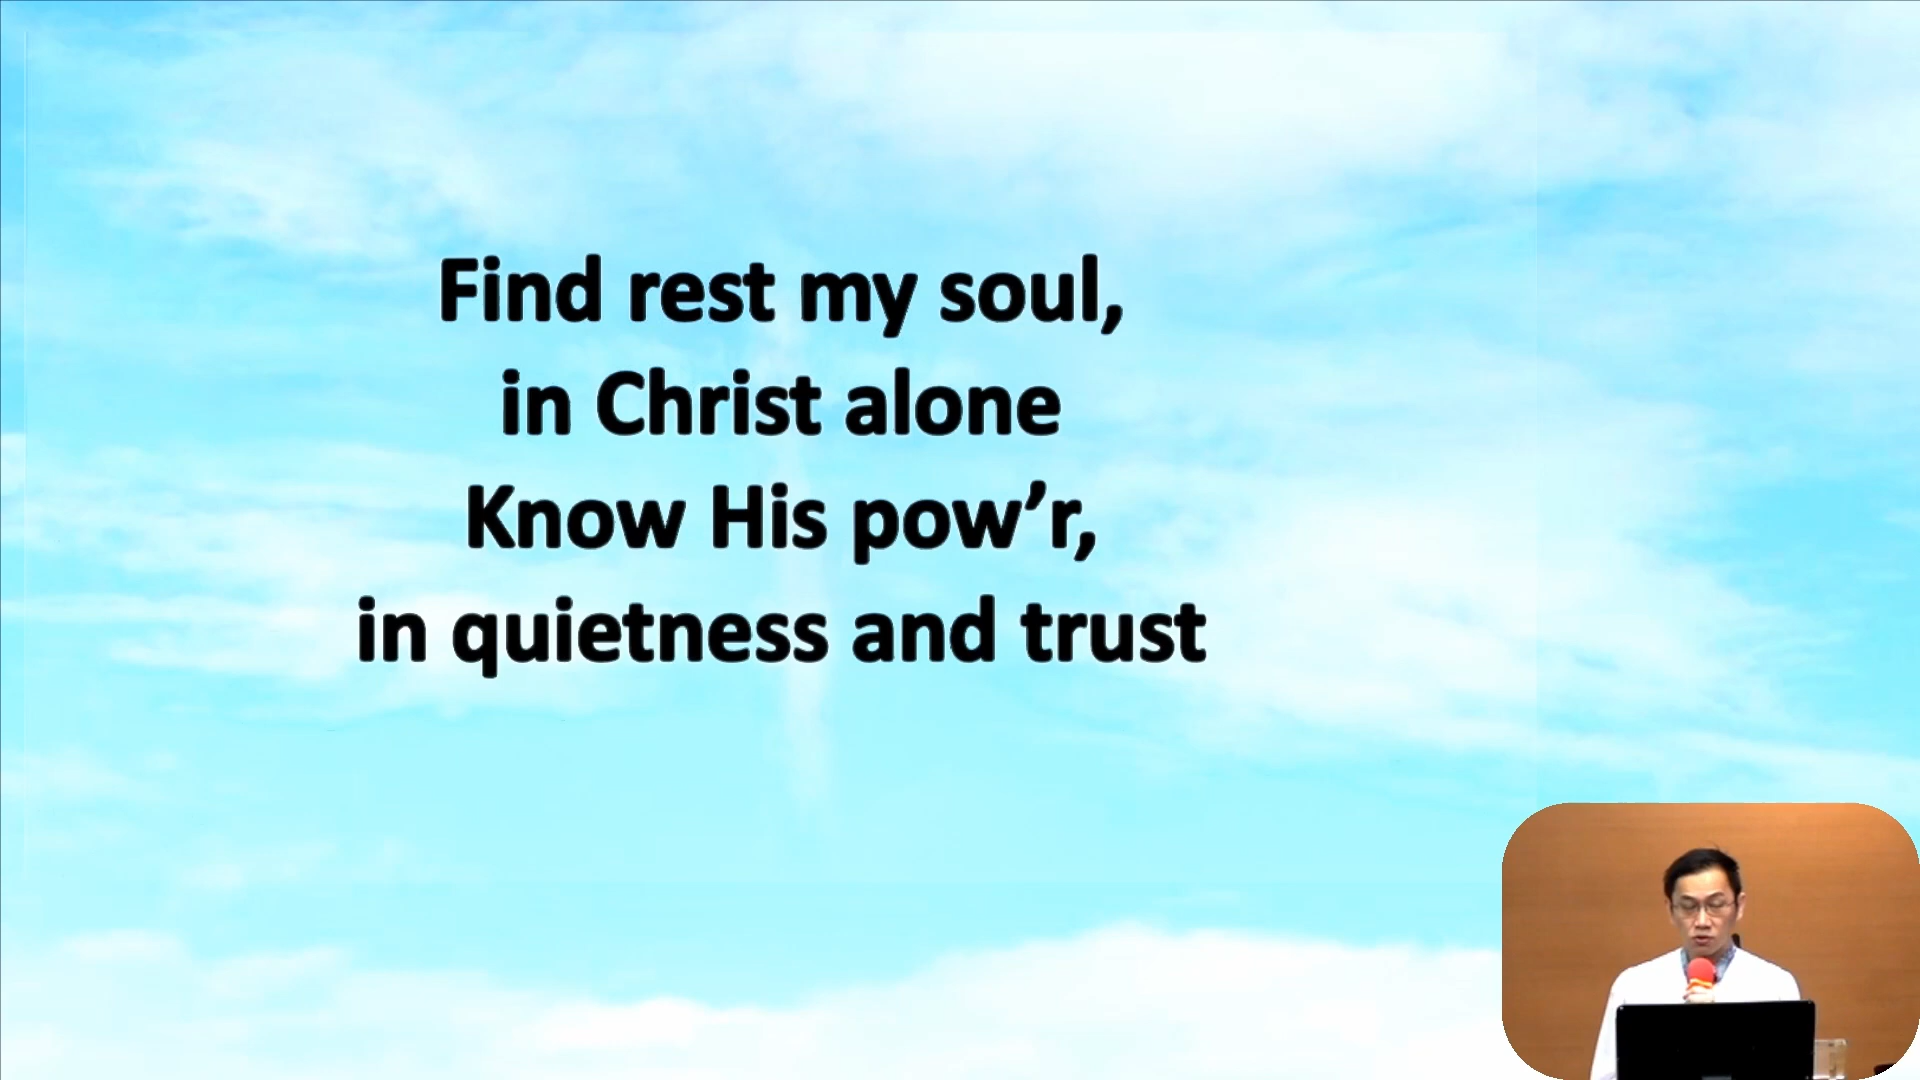 Find rest my soul,
in Christ alone
Know His pow’r,
in quietness and trust